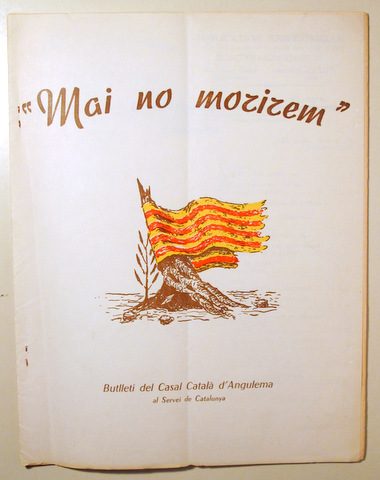 "Mai no morirem"
Butlletí del Casal Català d'Angulema
al Servei de Catalunya